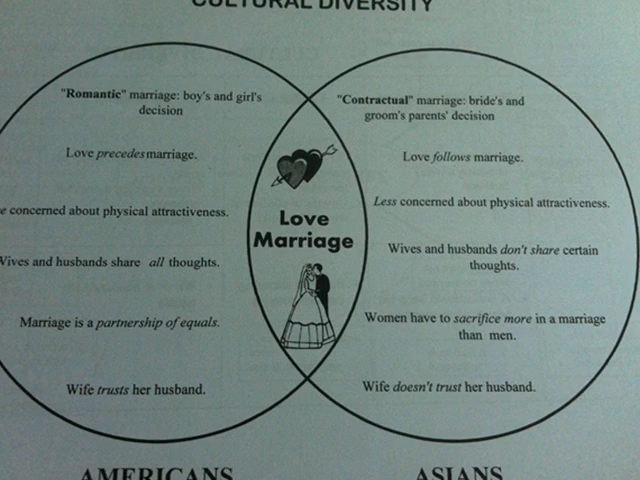 CULTURAL DIVERSITY
"Romantic" marriage: boy's and girl's
decision
Love precedes marriage.
concerned about physical attractiveness.
Wives and husbands share all thoughts.
Marriage is a partnership of equals.
Wife trusts her husband.
Love
Marriage
"Contractual" marriage: bride's and
groom's parents' decision
Love follows marriage.
Less concerned about physical attractiveness.
Wives and husbands don't share certain
thoughts.
Women have to sacrifice more in a marriage
than men.
Wife doesn't trust her husband.
AMERICANS
ASIANS